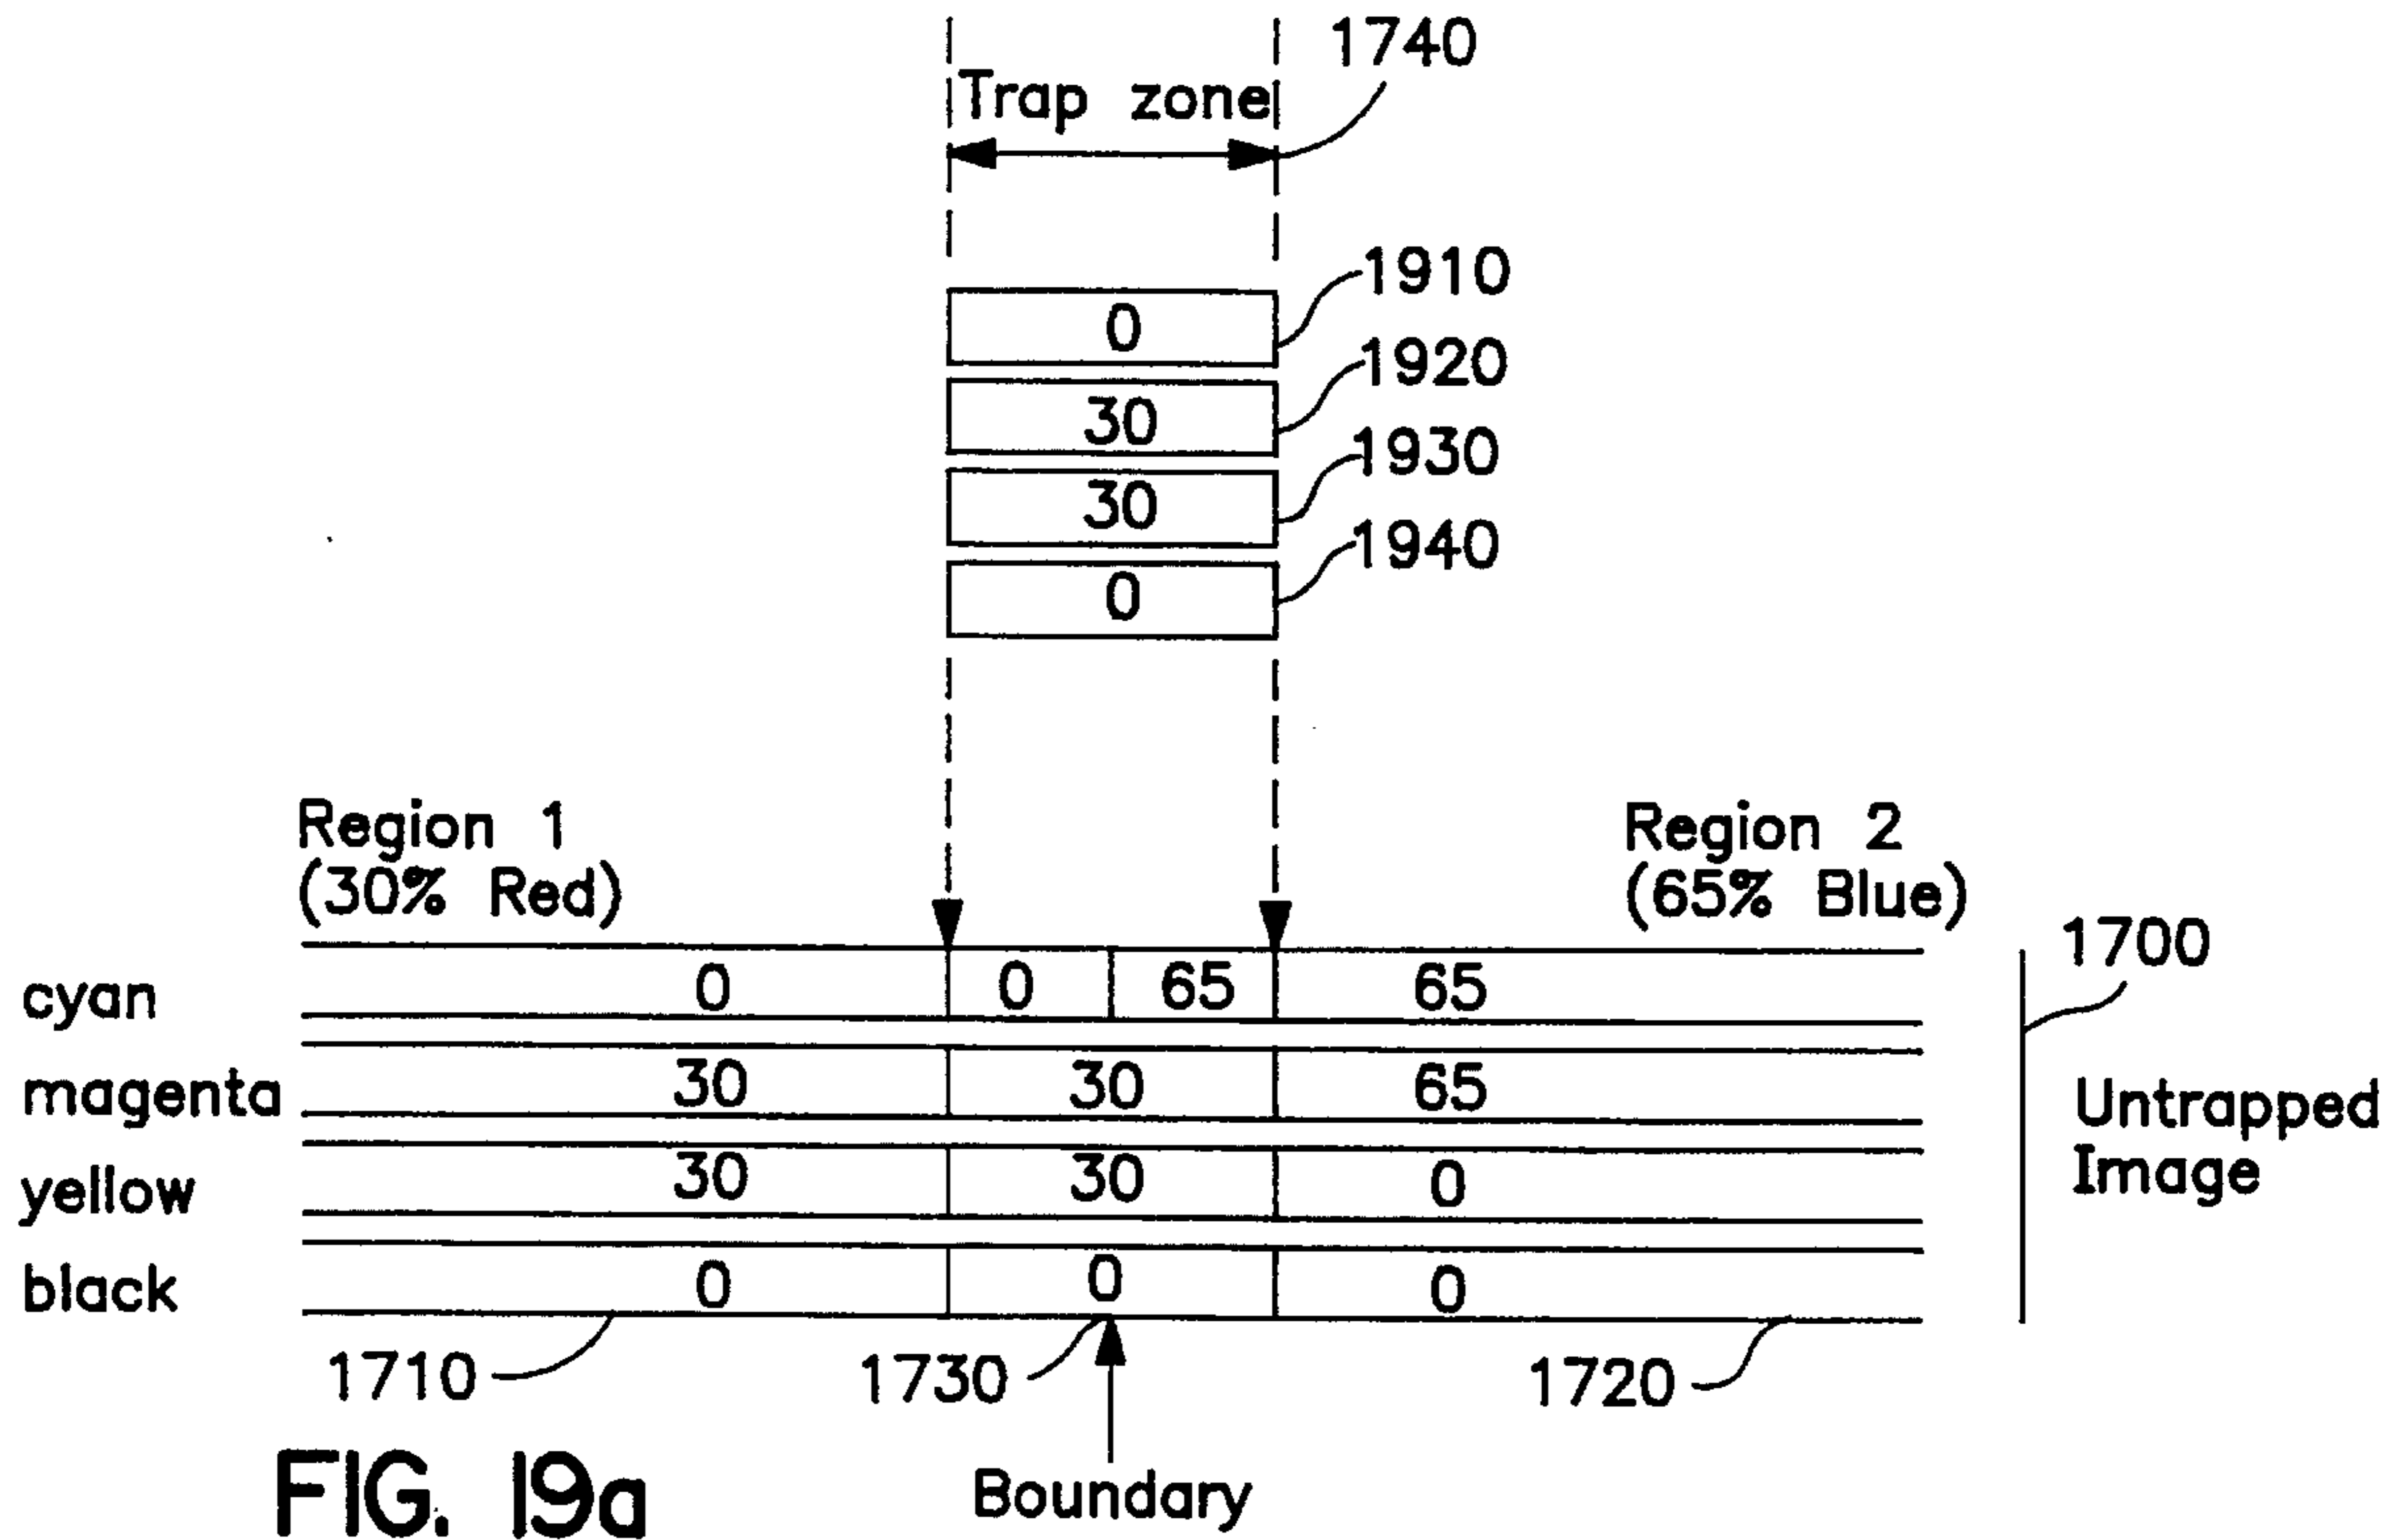 1740
Trap zone
0 1910
30 1920
30 1930
0 1940
Region 1
(30% Red)
Region 2
(65% Blue)
1700
cyan 0 0 65 65
magenta 30 30 65
yellow 30 30 0
black 0 0 0
Untrapped
Image
1710 1730 1720
Boundary
FIG. 19a